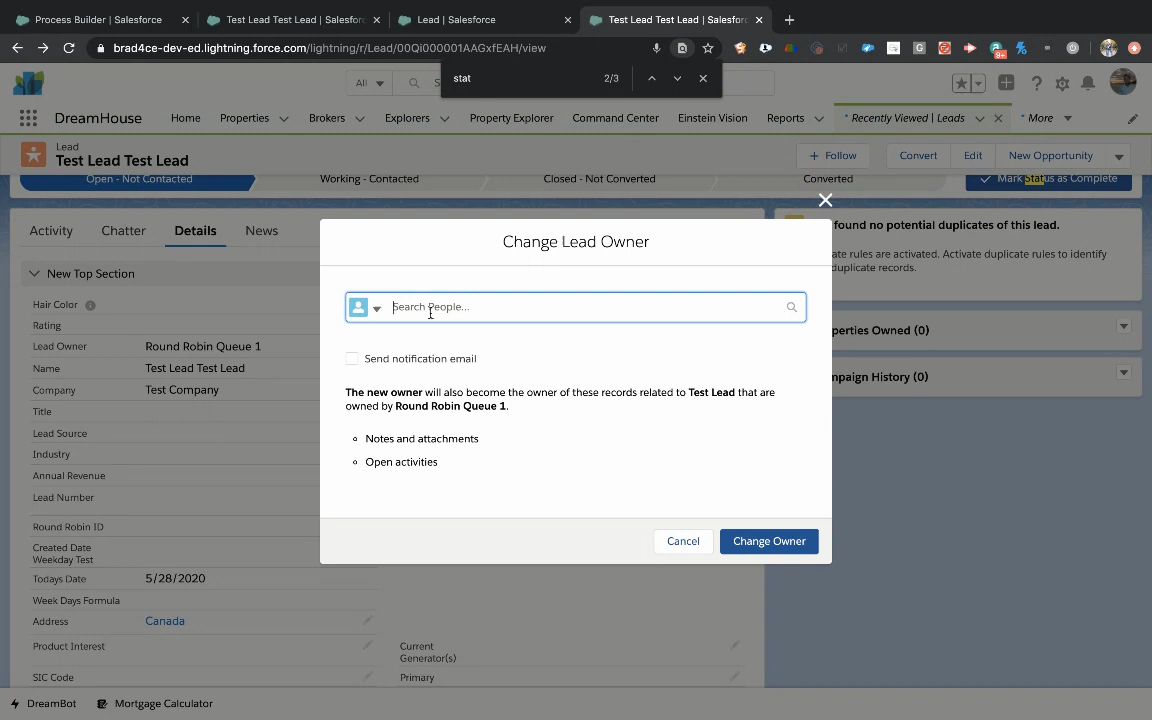 Process Builder | Salesforce
Test Lead Test Lead | Salesfor
Lead | Salesforce
Test Lead Test Lead | Salesfor
brad4ce-dev-ed.lightning.force.com/lightning/r/Lead/00Qi000001AAGxfEAH/view
stat
2/3
All
DreamHouse
Home
Properties
Brokers
Explorers
Property Explorer
Command Center
Einstein Vision
Reports
* Recently Viewed | Leads
* More
Lead
Test Lead Test Lead
+ Follow
Convert
Edit
New Opportunity
Open - Not Contacted
Working - Contacted
Closed - Not Converted
Converted
Mark Status as Complete
Activity
Chatter
Details
News
found no potential duplicates of this lead.
ate rules are activated. Activate duplicate rules to identify
duplicate records.
perties Owned (0)
mpaign History (0)
New Top Section
Hair Color
Rating
Lead Owner
Round Robin Queue 1
Name
Test Lead Test Lead
Company
Test Company
Title
Lead Source
Industry
Annual Revenue
Lead Number
Round Robin ID
Created Date
Weekday Test
Todays Date
5/28/2020
Week Days Formula
Address
Canada
Product Interest
Current
Generator(s)
SIC Code
Primary
Change Lead Owner
Search People...
Send notification email
The new owner will also become the owner of these records related to Test Lead that are
owned by Round Robin Queue 1.
Notes and attachments
Open activities
Cancel
Change Owner
DreamBot
Mortgage Calculator